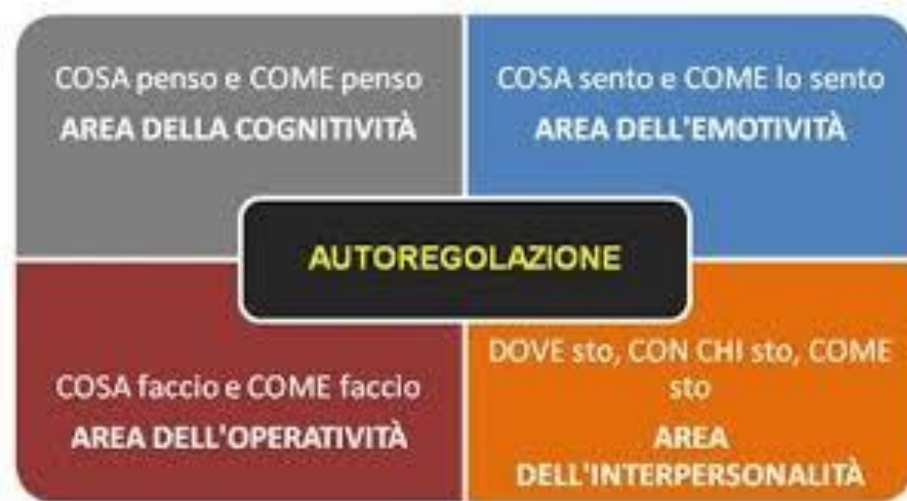 COSA penso e COME penso
AREA DELLA COGNITIVITÀ
COSA sento e COME lo sento
AREA DELL'EMOTIVITÀ
AUTOREGOLAZIONE
COSA faccio e COME faccio
AREA DELL'OPERATIVITÀ
DOVE sto, CON CHI sto, COME
sto
AREA
DELL'INTERPERSONALITÀ